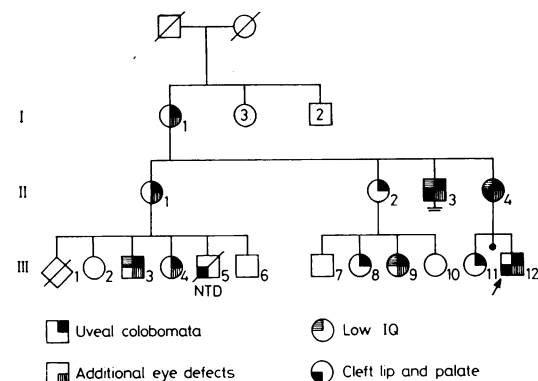 I
1
3
2
II
1
2
3
4
III
1
2
3
4
5
6
7
8
9
10
11
12
NTD
Uveal colobomata
Low IQ
Additional eye defects
Cleft lip and palate